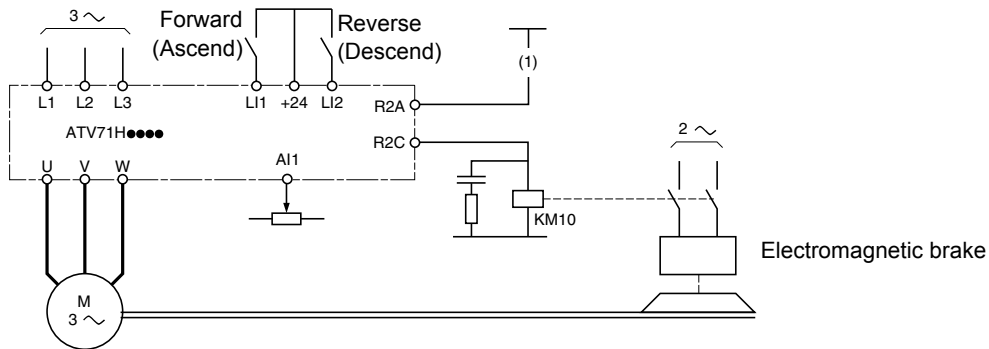 3 ~
Forward
(Ascend)
Reverse
(Descend)
(1)
L1 L2 L3 LI1 +24 LI2
R2A
ATV71H●●●●
R2C
2 ~
U V W
AI1
KM10
Electromagnetic brake
M
3 ~